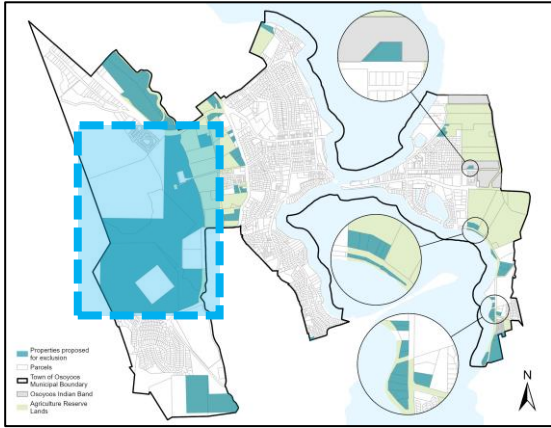 N
Properties proposed
for exclusion
Parcels
Town of Osoyoos
Municipal Boundary
Osoyoos Indian Band
Agriculture Reserve
Lands